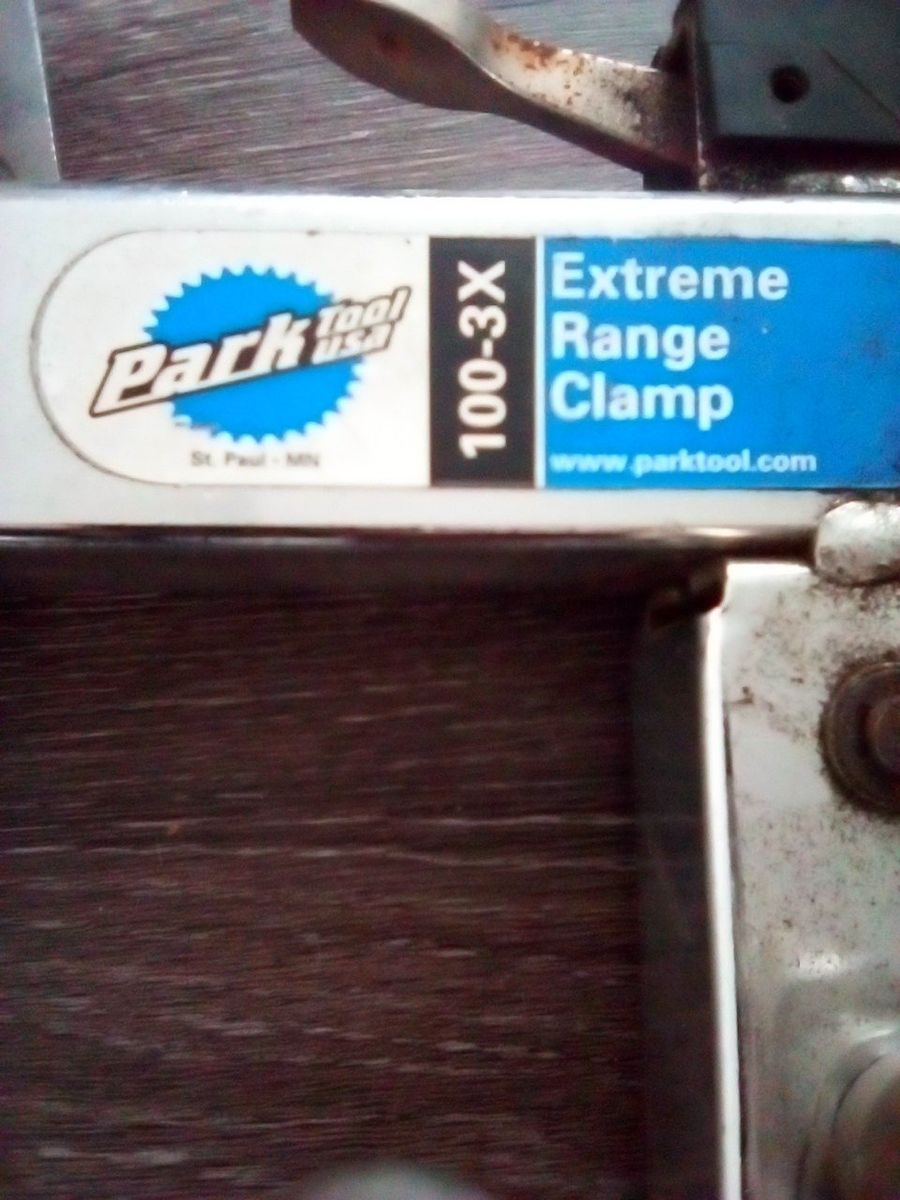 Park Tool
usa
St. Paul - MN
100-3X
Extreme
Range
Clamp
www.parktool.com